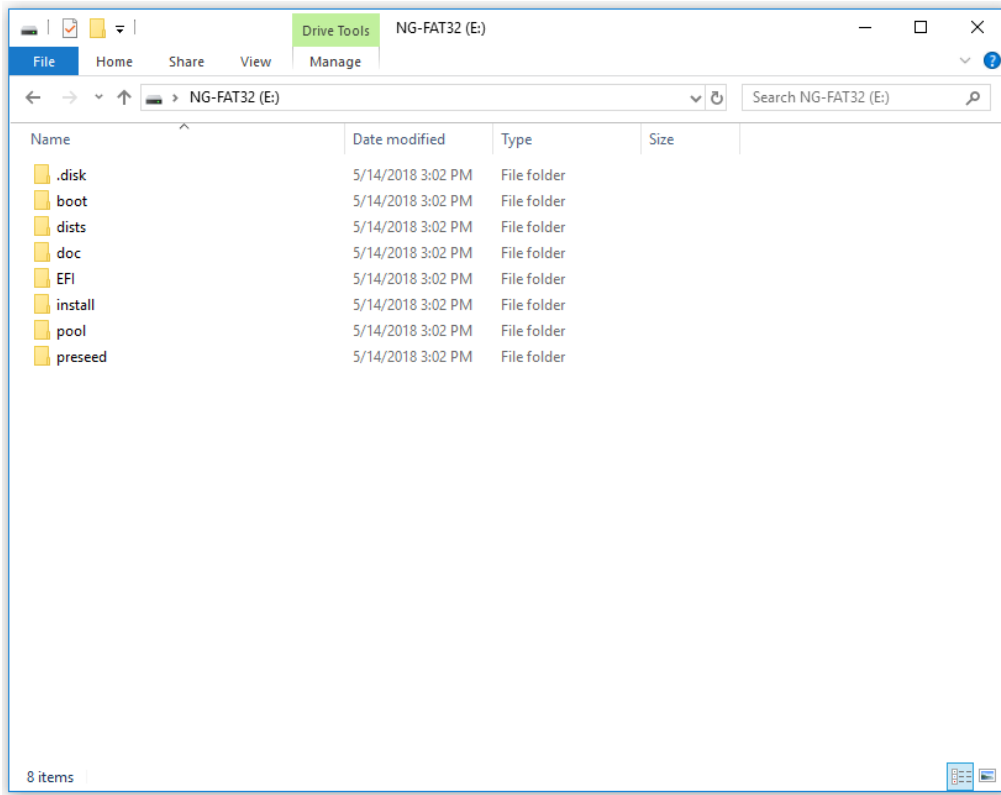 Drive Tools NG-FAT32 (E:)
File Home Share View Manage
NG-FAT32 (E:) Search NG-FAT32 (E:)
Name Date modified Type Size
.disk 5/14/2018 3:02 PM File folder
boot 5/14/2018 3:02 PM File folder
dists 5/14/2018 3:02 PM File folder
doc 5/14/2018 3:02 PM File folder
EFI 5/14/2018 3:02 PM File folder
install 5/14/2018 3:02 PM File folder
pool 5/14/2018 3:02 PM File folder
preseed 5/14/2018 3:02 PM File folder
8 items